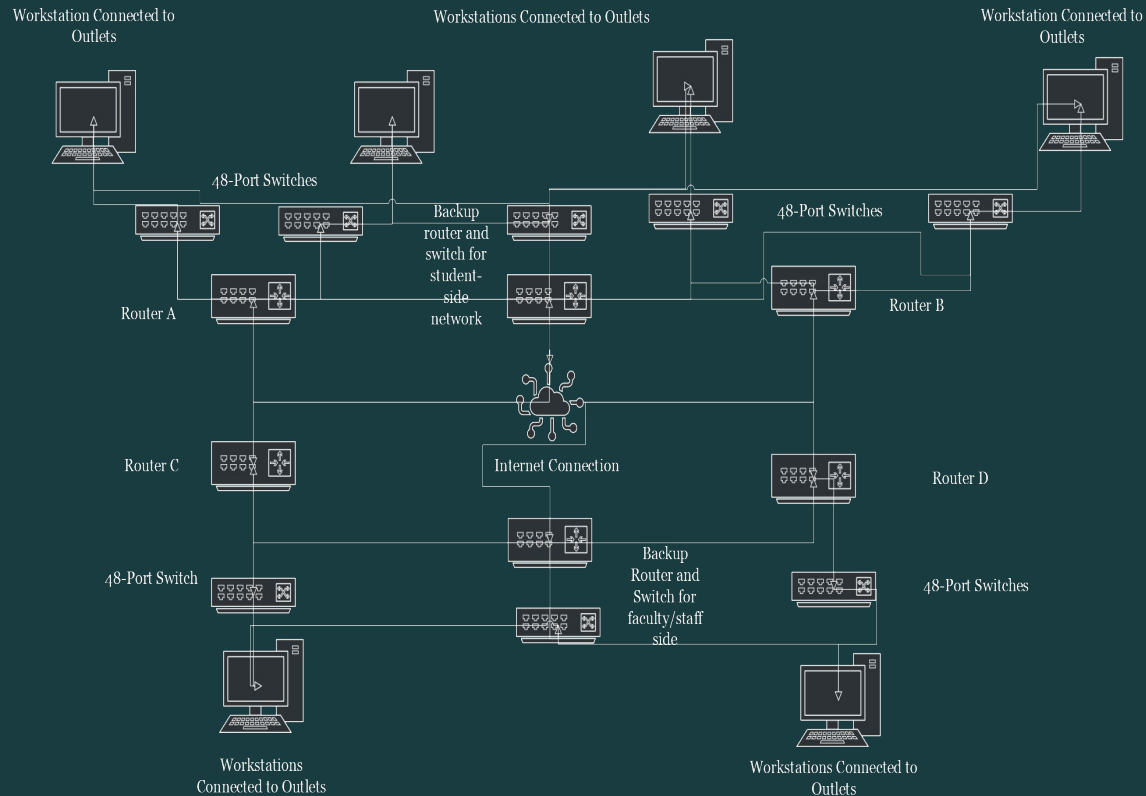 Workstation Connected to
Outlets
Workstations Connected to Outlets
Workstation Connected to
Outlets
48-Port Switches
Backup
router and
switch for
student-
side
network
48-Port Switches
Router A
Router B
Router C
Internet Connection
Router D
Backup
Router and
Switch for
faculty/staff
side
48-Port Switch
48-Port Switches
Workstations
Connected to Outlets
Workstations Connected to
Outlets